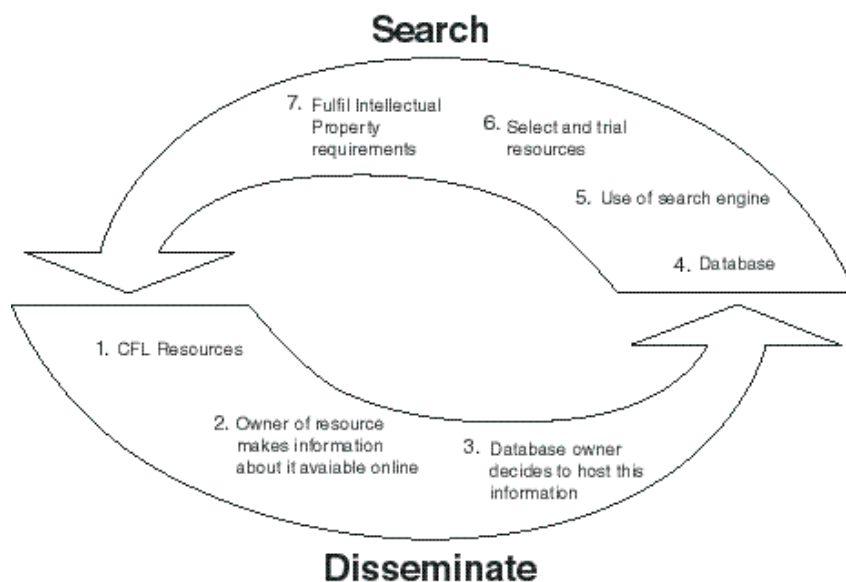 Search
7. Fulfil Intellectual
Property
requirements
6. Select and trial
resources
5. Use of search engine
4. Database
1. CFL Resources
2. Owner of resource
makes information
about it avaiable online
3. Database owner
decides to host this
information
Disseminate